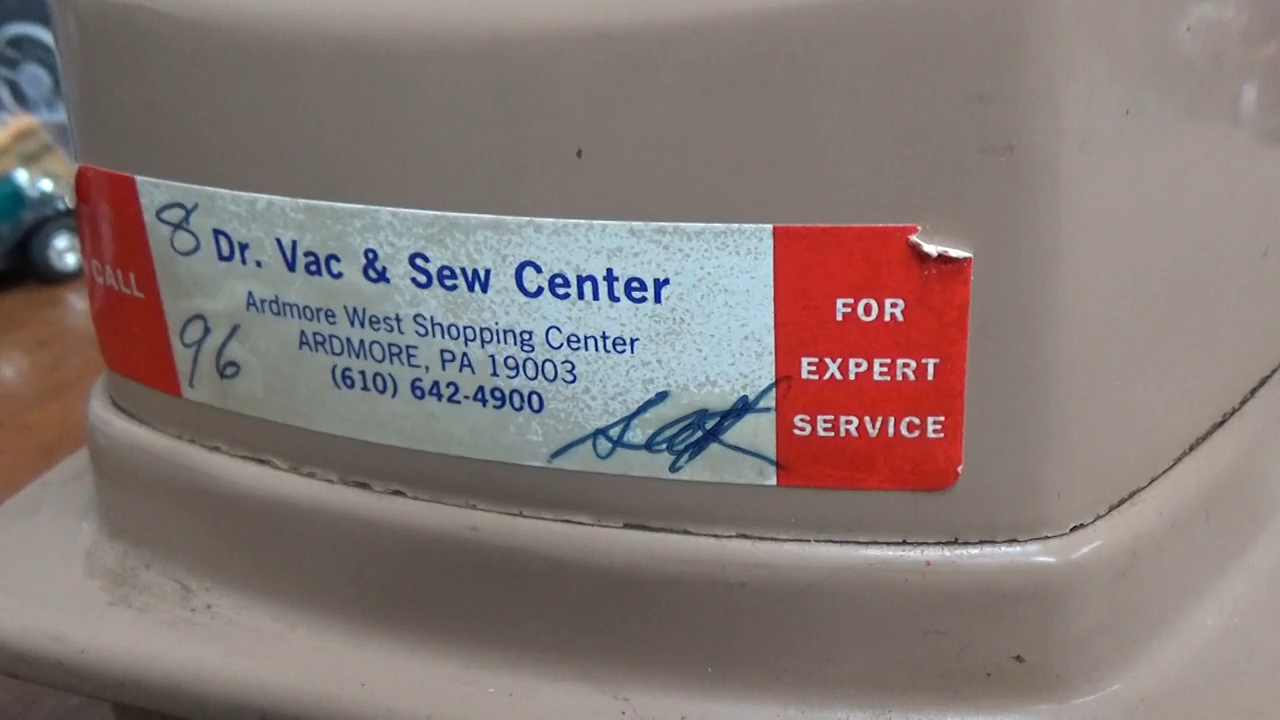 CALL
8
Dr. Vac & Sew Center
Ardmore West Shopping Center
ARDMORE, PA 19003
(610) 642-4900
96
FOR
EXPERT
SERVICE